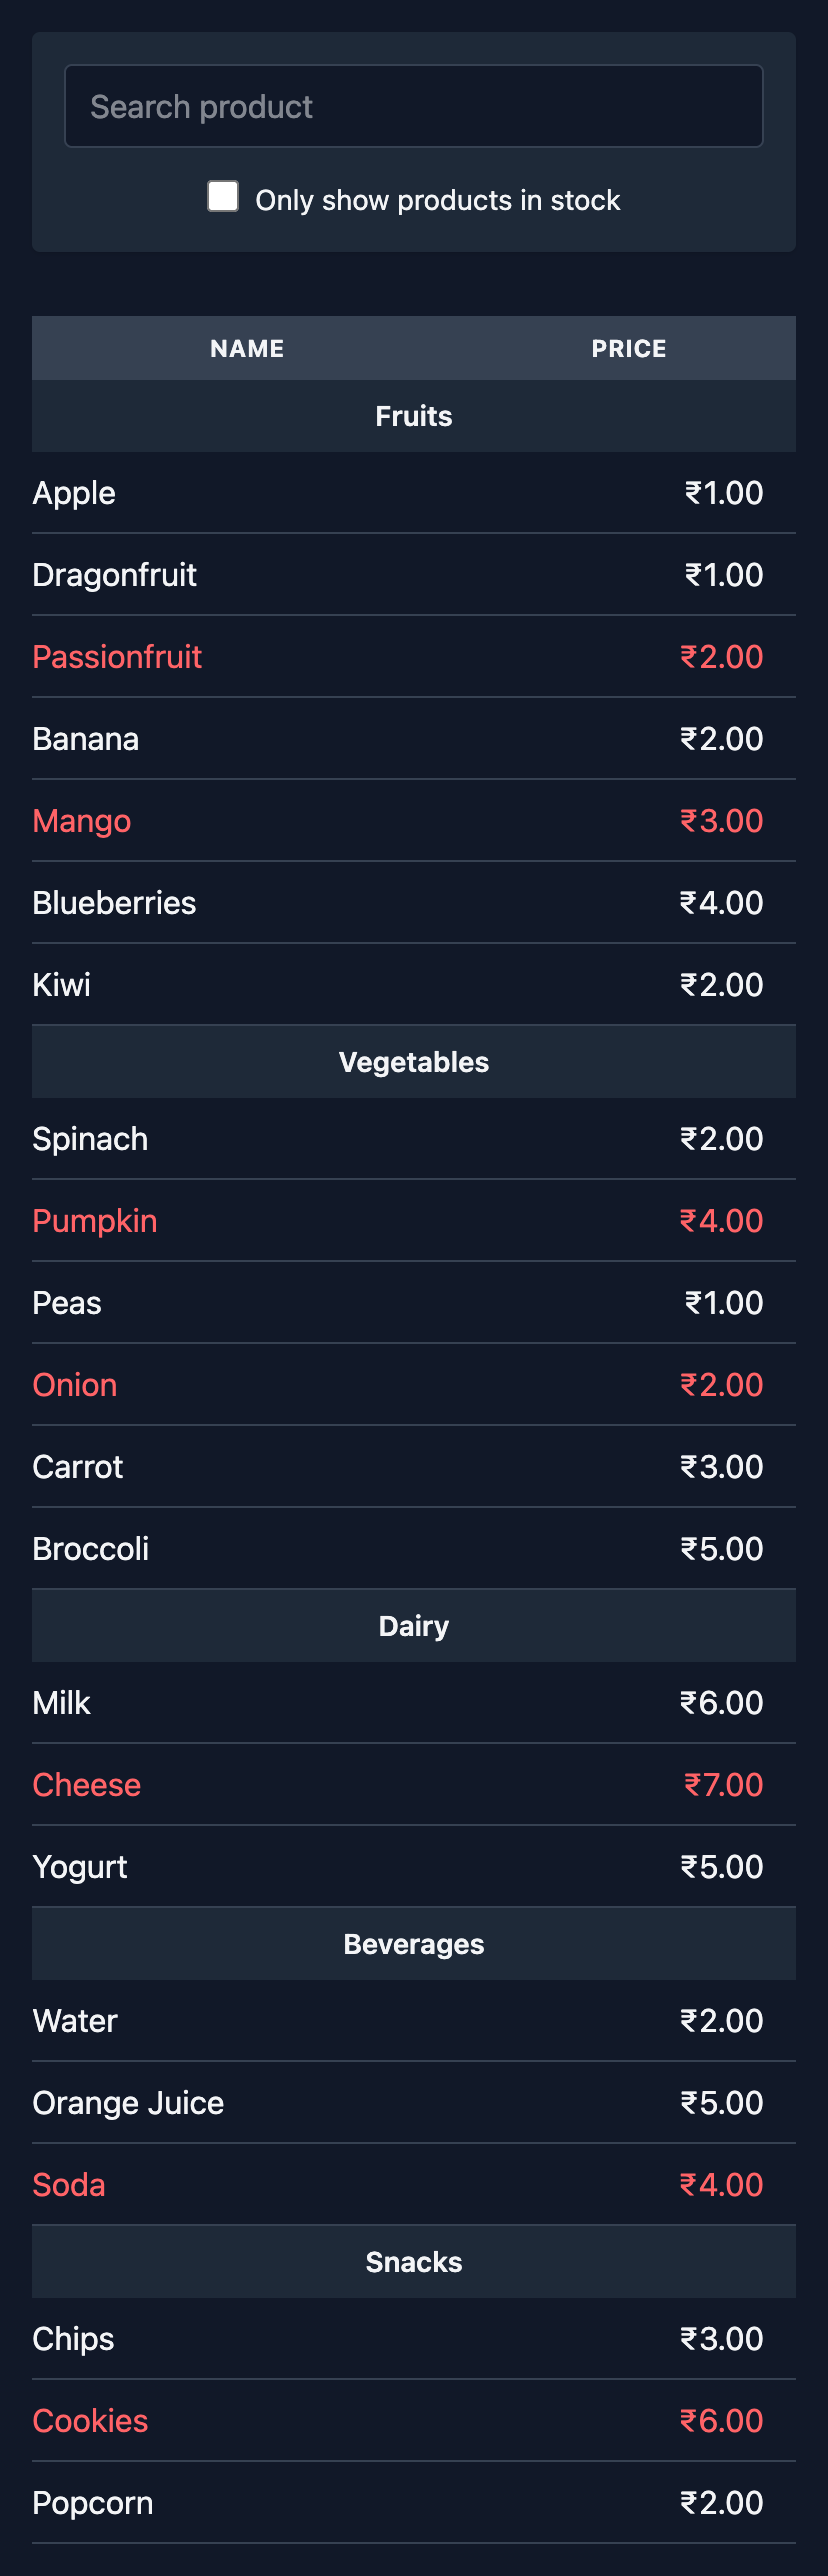 Search product
Only show products in stock
NAME PRICE
Fruits
Apple ₹1.00
Dragonfruit ₹1.00
Passionfruit ₹2.00
Banana ₹2.00
Mango ₹3.00
Blueberries ₹4.00
Kiwi ₹2.00
Vegetables
Spinach ₹2.00
Pumpkin ₹4.00
Peas ₹1.00
Onion ₹2.00
Carrot ₹3.00
Broccoli ₹5.00
Dairy
Milk ₹6.00
Cheese ₹7.00
Yogurt ₹5.00
Beverages
Water ₹2.00
Orange Juice ₹5.00
Soda ₹4.00
Snacks
Chips ₹3.00
Cookies ₹6.00
Popcorn ₹2.00